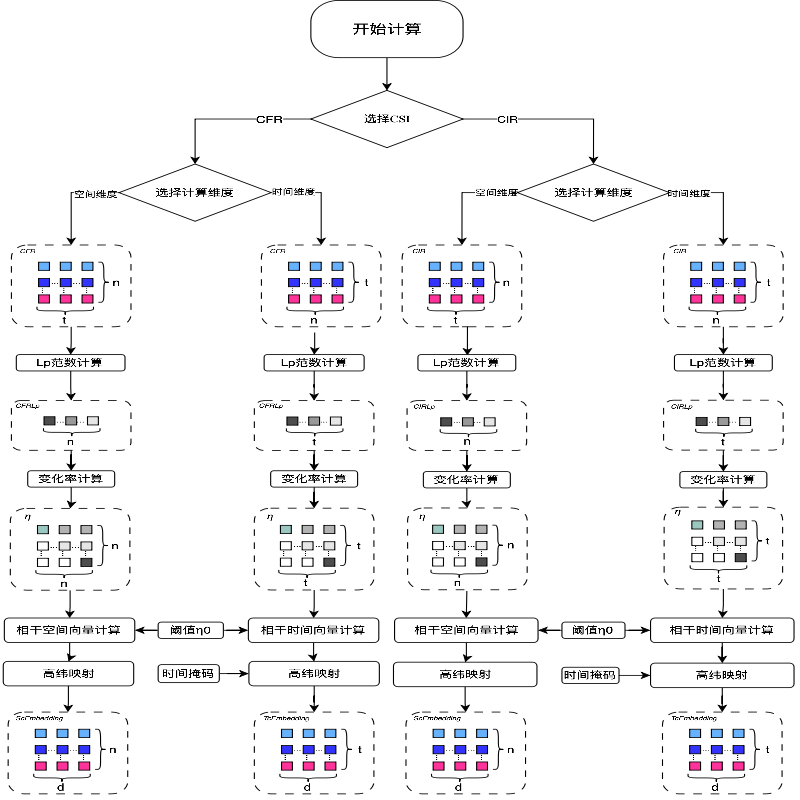 开始计算
选择CSI
CFR
CIR
空间维度
选择计算维度
时间维度
空间维度
选择计算维度
时间维度
CFR
n
t
CFR
t
n
CIR
n
t
CIR
t
n
Lp范数计算
Lp范数计算
Lp范数计算
Lp范数计算
CFRLp
n
CFRLp
t
CIRLp
n
CIRLp
t
变化率计算
变化率计算
变化率计算
变化率计算
η
n
n
η
t
t
η
n
n
η
t
t
相干空间向量计算
阈值η0
相干时间向量计算
相干空间向量计算
阈值η0
相干时间向量计算
高纬映射
时间掩码
高纬映射
高纬映射
时间掩码
高纬映射
ScEmbedding
n
d
TcEmbedding
t
d
ScEmbedding
n
d
TcEmbedding
t
d